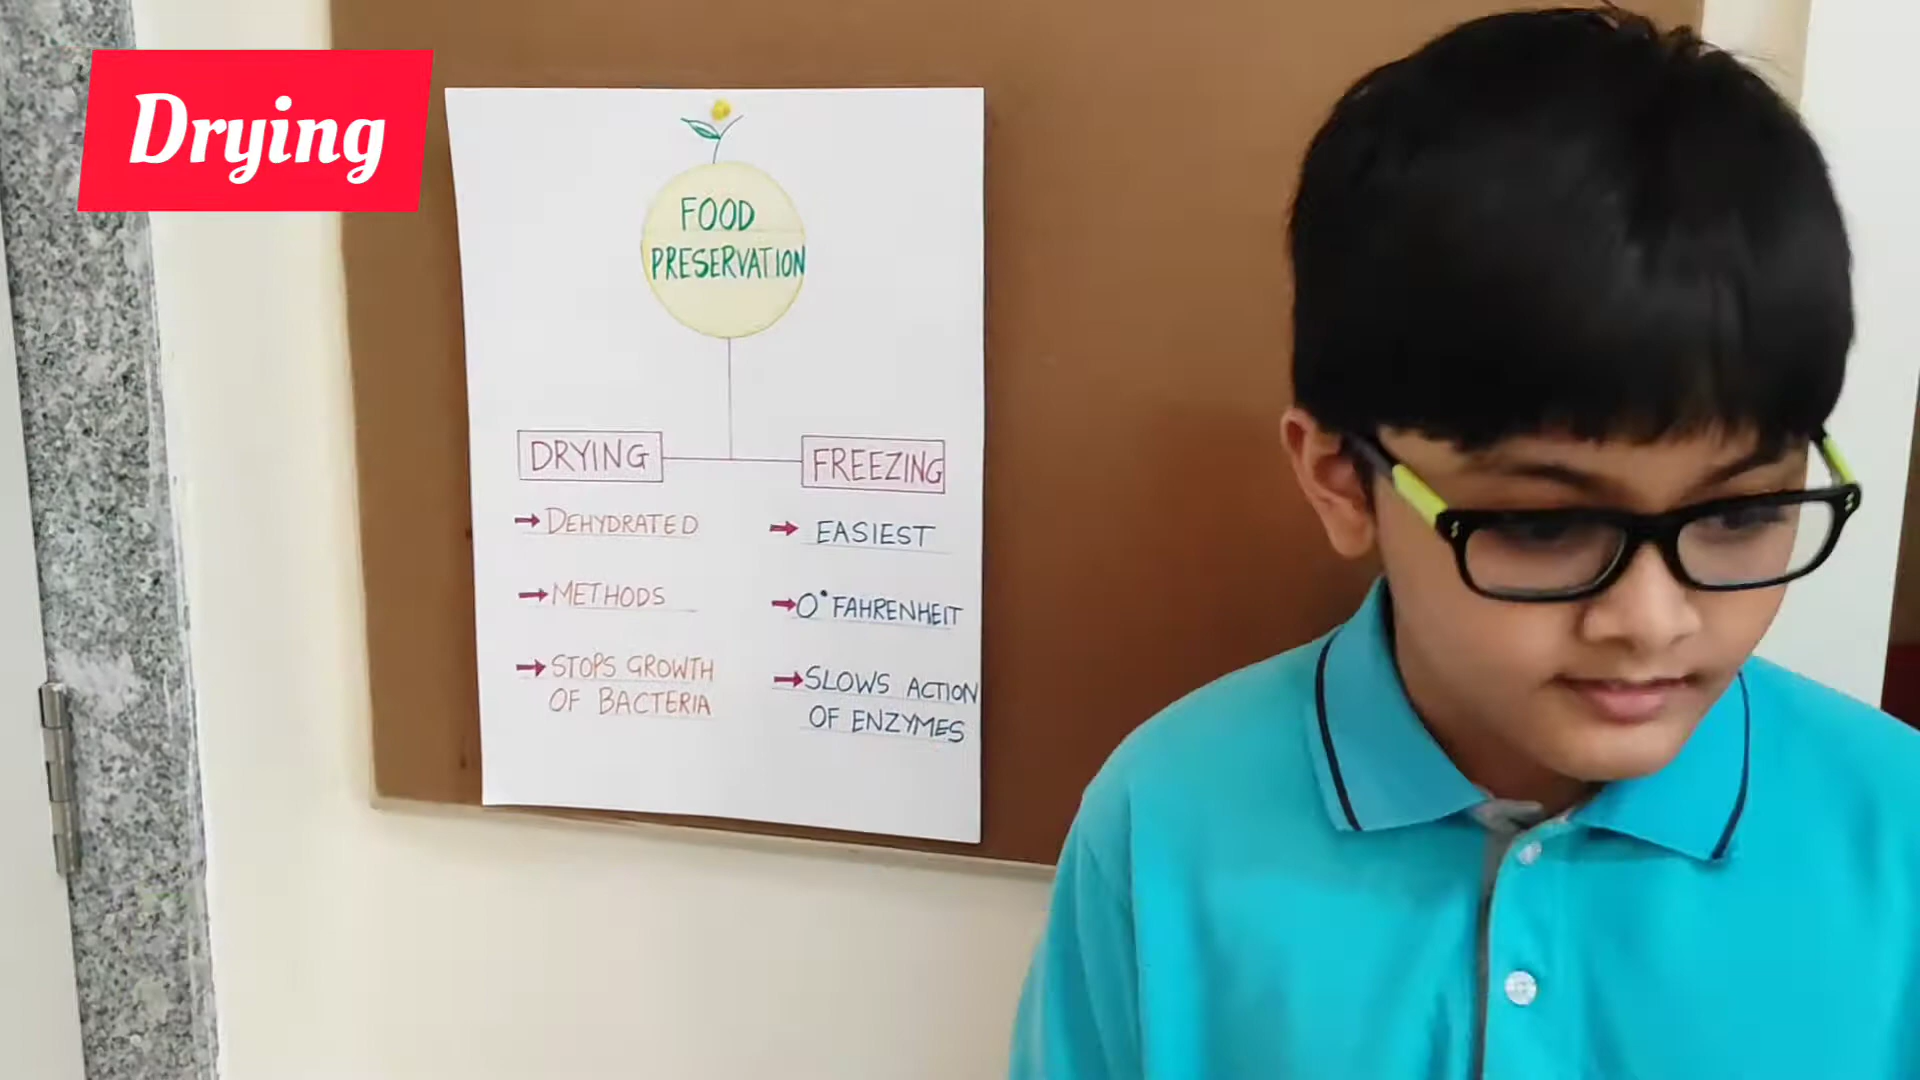 Drying
FOOD
PRESERVATION
DRYING
DEHYDRATED
METHODS
STOPS GROWTH
OF BACTERIA
FREEZING
EASIEST
0° FAHRENHEIT
SLOWS ACTION
OF ENZYMES